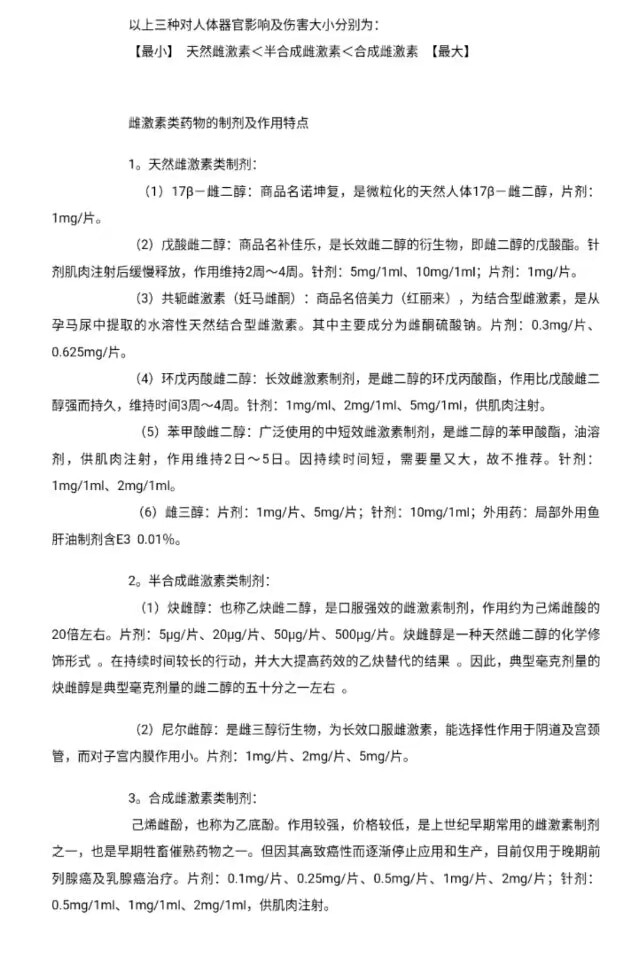 以上三种对人体器官影响及伤害大小分别为：
【最小】 天然雌激素＜半合成雌激素＜合成雌激素 【最大】
雌激素类药物的制剂及作用特点
1。天然雌激素类制剂：
（1）17β－雌二醇：商品名诺坤复，是微粒化的天然人体17β－雌二醇，片剂：
1mg/片。
（2）戊酸雌二醇：商品名补佳乐，是长效雌二醇的衍生物，即雌二醇的戊酸酯。针
剂肌肉注射后缓慢释放，作用维持2周～4周。针剂：5mg/1ml、10mg/1ml；片剂：1mg/片。
（3）共轭雌激素（妊马雌酮）：商品名倍美力（红丽来），为结合型雌激素，是从
孕马尿中提取的水溶性天然结合型雌激素。其中主要成分为雌酮硫酸钠。片剂：0.3mg/片、
0.625mg/片。
（4）环戊丙酸雌二醇：长效雌激素制剂，是雌二醇的环戊丙酸酯，作用比戊酸雌二
醇强而持久，维持时间3周～4周。针剂：1mg/ml、2mg/1ml、5mg/1ml，供肌肉注射。
（5）苯甲酸雌二醇：广泛使用的中短效雌激素制剂，是雌二醇的苯甲酸酯，油溶
剂，供肌肉注射，作用维持2日～5日。因持续时间短，需要量又大，故不推荐。针剂：
1mg/1ml、2mg/1ml。
（6）雌三醇：片剂：1mg/片、5mg/片；针剂：10mg/1ml；外用药：局部外用鱼
肝油制剂含E3 0.01％。
2。半合成雌激素类制剂：
（1）炔雌醇：也称乙炔雌二醇，是口服强效的雌激素制剂，作用约为己烯雌酸的
20倍左右。片剂：5μg/片、20μg/片、50μg/片、500μg/片。炔雌醇是一种天然雌二醇的化学修
饰形式 。在持续时间较长的行动，并大大提高药效的乙炔替代的结果 。因此，典型毫克剂量的
炔雌醇是典型毫克剂量的雌二醇的五十分之一左右 。
（2）尼尔雌醇：是雌三醇衍生物，为长效口服雌激素，能选择性作用于阴道及宫颈
管，而对子宫内膜作用小。片剂：1mg/片、2mg/片、5mg/片。
3。合成雌激素类制剂：
己烯雌酚，也称为乙底酚。作用较强，价格较低，是上世纪早期常用的雌激素制剂
之一，也是早期牲畜催熟药物之一。但因其高致癌性而逐渐停止应用和生产，目前仅用于晚期前
列腺癌及乳腺癌治疗。片剂：0.1mg/片、0.25mg/片、0.5mg/片、1mg/片、2mg/片；针剂：
0.5mg/1ml、1mg/1ml、2mg/1ml，供肌肉注射。